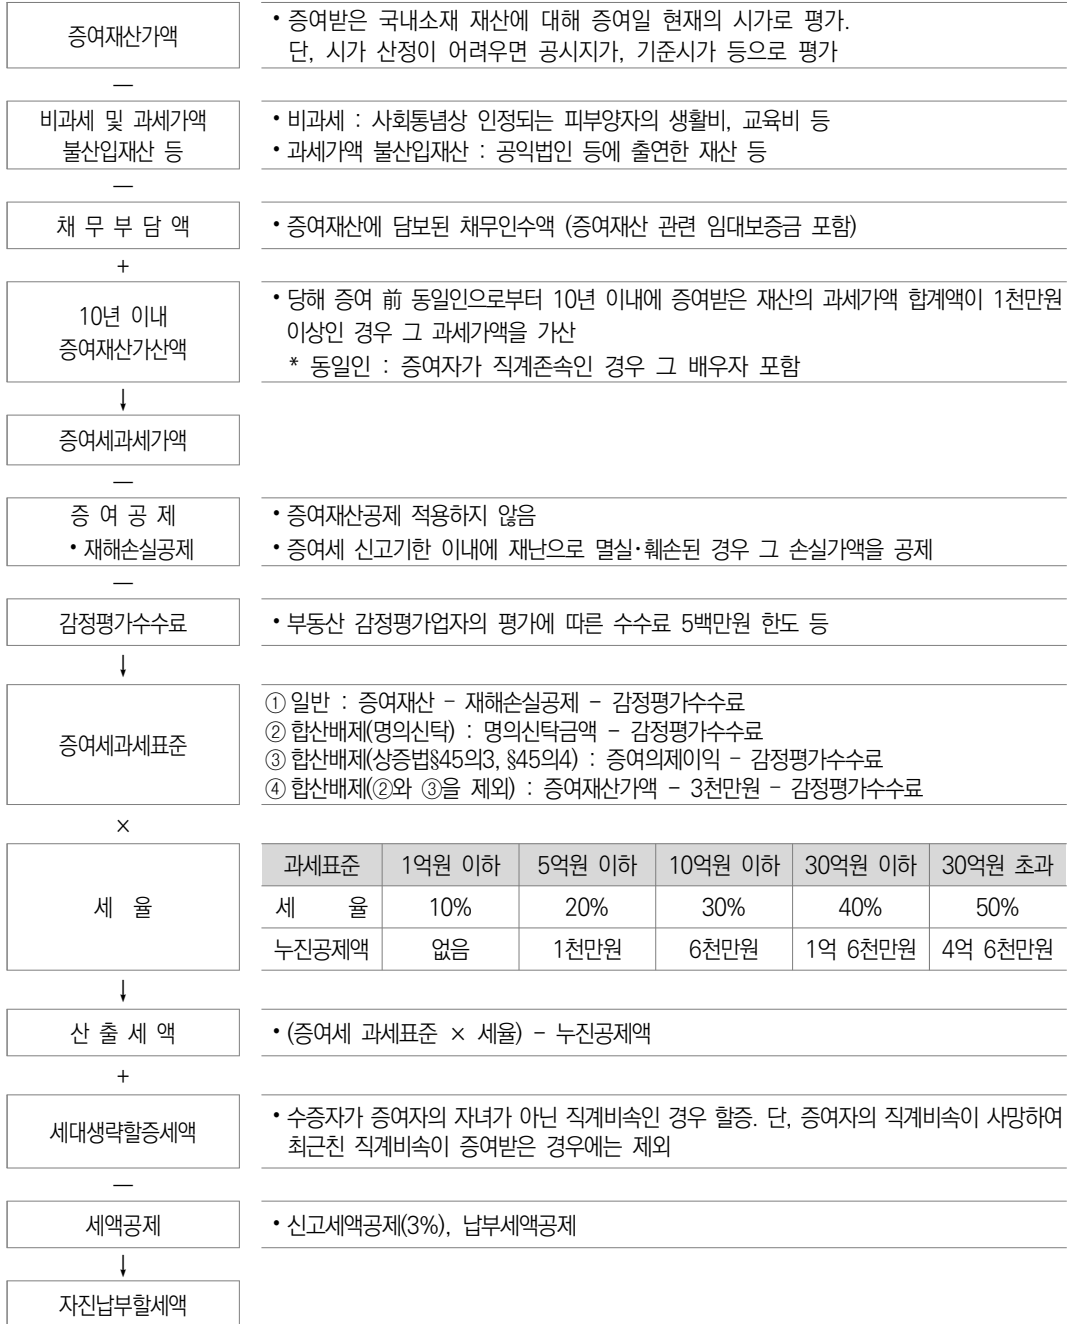 증여재산가액
• 증여받은 국내소재 재산에 대해 증여일 현재의 시가로 평가.
단, 시가 산정이 어려우면 공시지가, 기준시가 등으로 평가
—
비과세 및 과세가액
불산입재산 등
• 비과세 : 사회통념상 인정되는 피부양자의 생활비, 교육비 등
• 과세가액 불산입재산 : 공익법인 등에 출연한 재산 등
—
채 무 부 담 액
• 증여재산에 담보된 채무인수액 (증여재산 관련 임대보증금 포함)
+
10년 이내
증여재산가산액
• 당해 증여 前 동일인으로부터 10년 이내에 증여받은 재산의 과세가액 합계액이 1천만원
이상인 경우 그 과세가액을 가산
* 동일인 : 증여자가 직계존속인 경우 그 배우자 포함
↓
증여세과세가액
—
증 여 공 제
• 재해손실공제
• 증여재산공제 적용하지 않음
• 증여세 신고기한 이내에 재난으로 멸실·훼손된 경우 그 손실가액을 공제
—
감정평가수수료
• 부동산 감정평가업자의 평가에 따른 수수료 5백만원 한도 등
↓
증여세과세표준
① 일반 : 증여재산 - 재해손실공제 - 감정평가수수료
② 합산배제(명의신탁) : 명의신탁금액 - 감정평가수수료
③ 합산배제(상증법§45의3, §45의4) : 증여의제이익 - 감정평가수수료
④ 합산배제(②와 ③을 제외) : 증여재산가액 - 3천만원 - 감정평가수수료
×
세 율
과세표준 1억원 이하 5억원 이하 10억원 이하 30억원 이하 30억원 초과
세 율 10% 20% 30% 40% 50%
누진공제액 없음 1천만원 6천만원 1억 6천만원 4억 6천만원
↓
산 출 세 액
• (증여세 과세표준 × 세율) - 누진공제액
+
세대생략할증세액
• 수증자가 증여자의 자녀가 아닌 직계비속인 경우 할증. 단, 증여자의 직계비속이 사망하여
최근친 직계비속이 증여받은 경우에는 제외
—
세액공제
• 신고세액공제(3%), 납부세액공제
↓
자진납부할세액